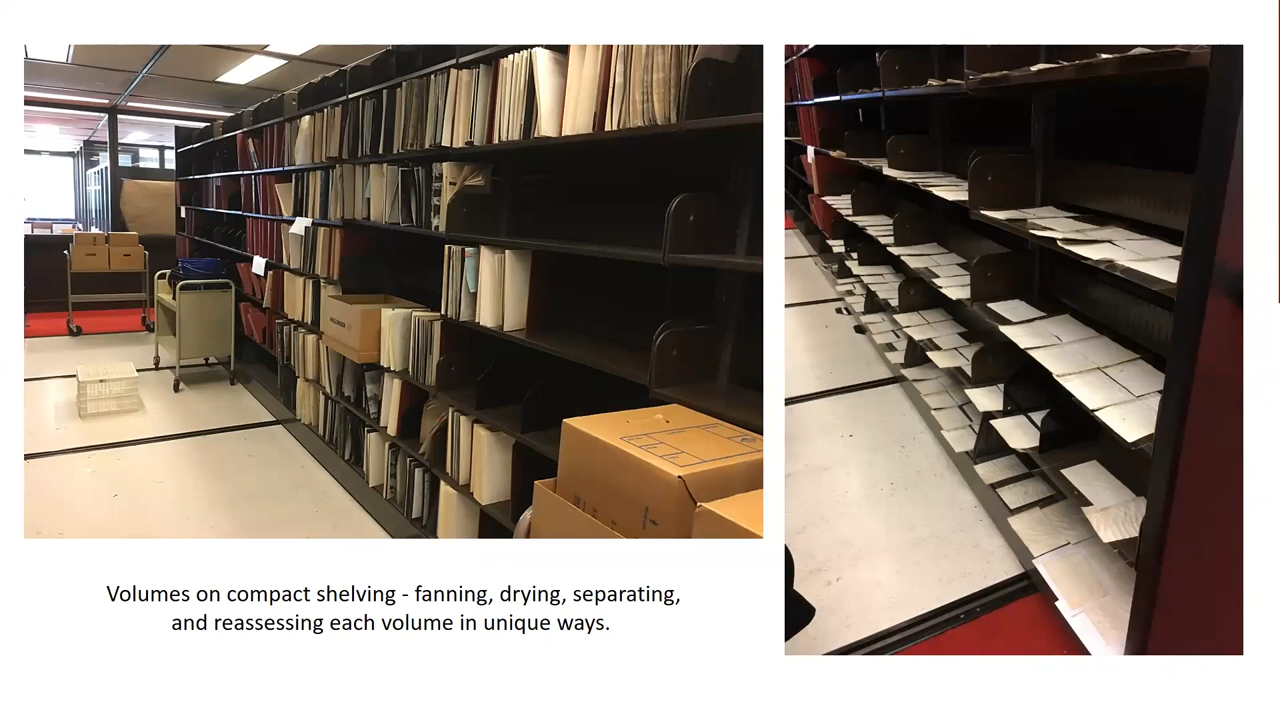 Volumes on compact shelving - fanning, drying, separating,
and reassessing each volume in unique ways.